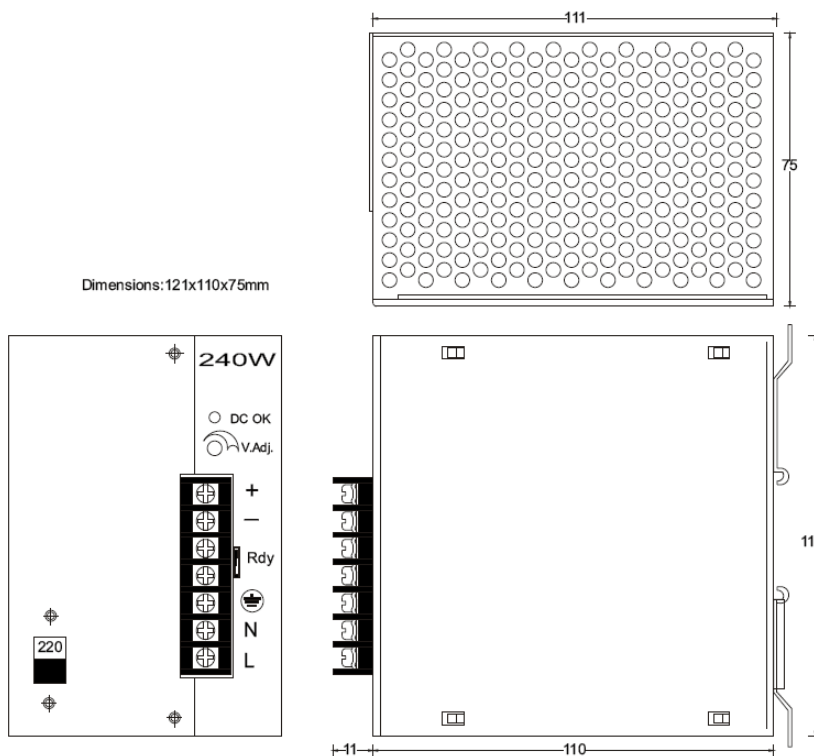 111
75
Dimensions:121x110x75mm
240W
DC OK
V.Adj.
+
−
Rdy
N
L
220
11
11
110